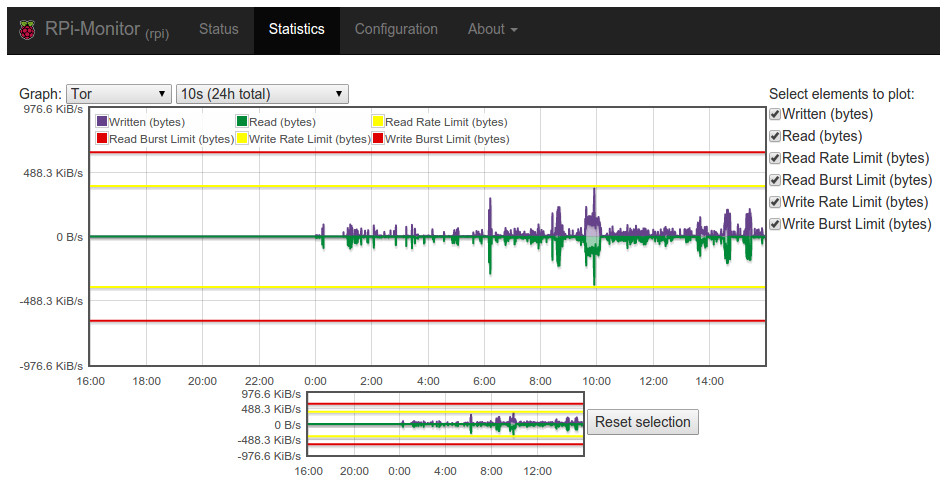 RPi-Monitor (rpi) Status Statistics Configuration About
Graph: Tor 10s (24h total)
Select elements to plot:
976.6 KiB/s
Written (bytes) Read (bytes) Read Rate Limit (bytes)
Read Burst Limit (bytes) Write Rate Limit (bytes) Write Burst Limit (bytes)
488.3 KiB/s
0 B/s
-488.3 KiB/s
-976.6 KiB/s
16:00 18:00 20:00 22:00 0:00 2:00 4:00 6:00 8:00 10:00 12:00 14:00
Written (bytes)
Read (bytes)
Read Rate Limit (bytes)
Read Burst Limit (bytes)
Write Rate Limit (bytes)
Write Burst Limit (bytes)
976.6 KiB/s
488.3 KiB/s
0 B/s
-488.3 KiB/s
-976.6 KiB/s
16:00 20:00 0:00 4:00 8:00 12:00
Reset selection